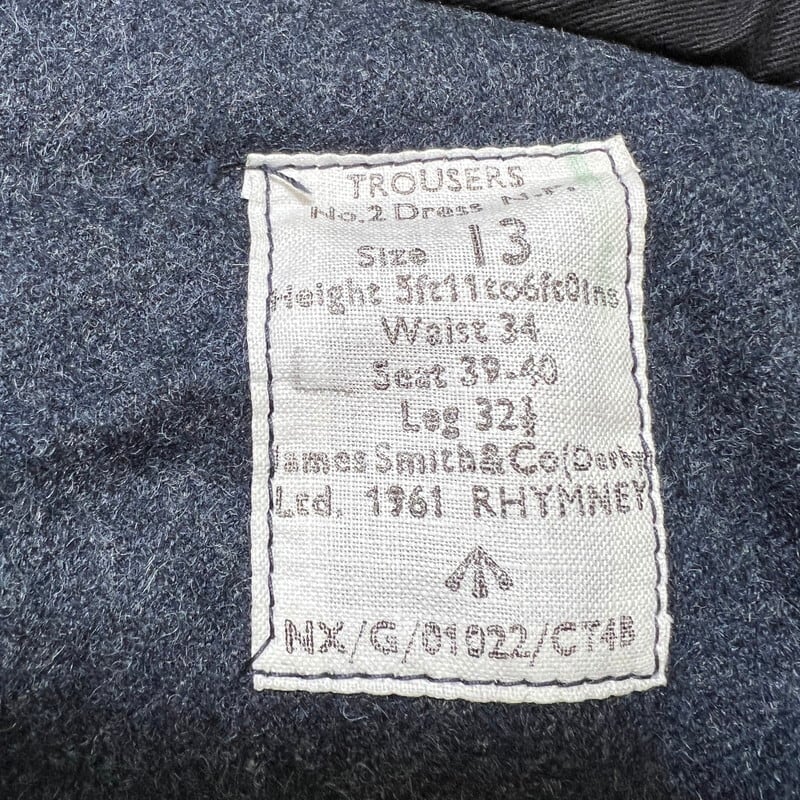 TROUSERS
No.2 Dress N.P.
Size 13
Height 5ft11to6ft0Ins
Waist 34
Seat 39-40
Leg 32½
James Smith&Co(Derby)
Ltd. 1961 RHYMNEY
NX/G/01022/CT4B